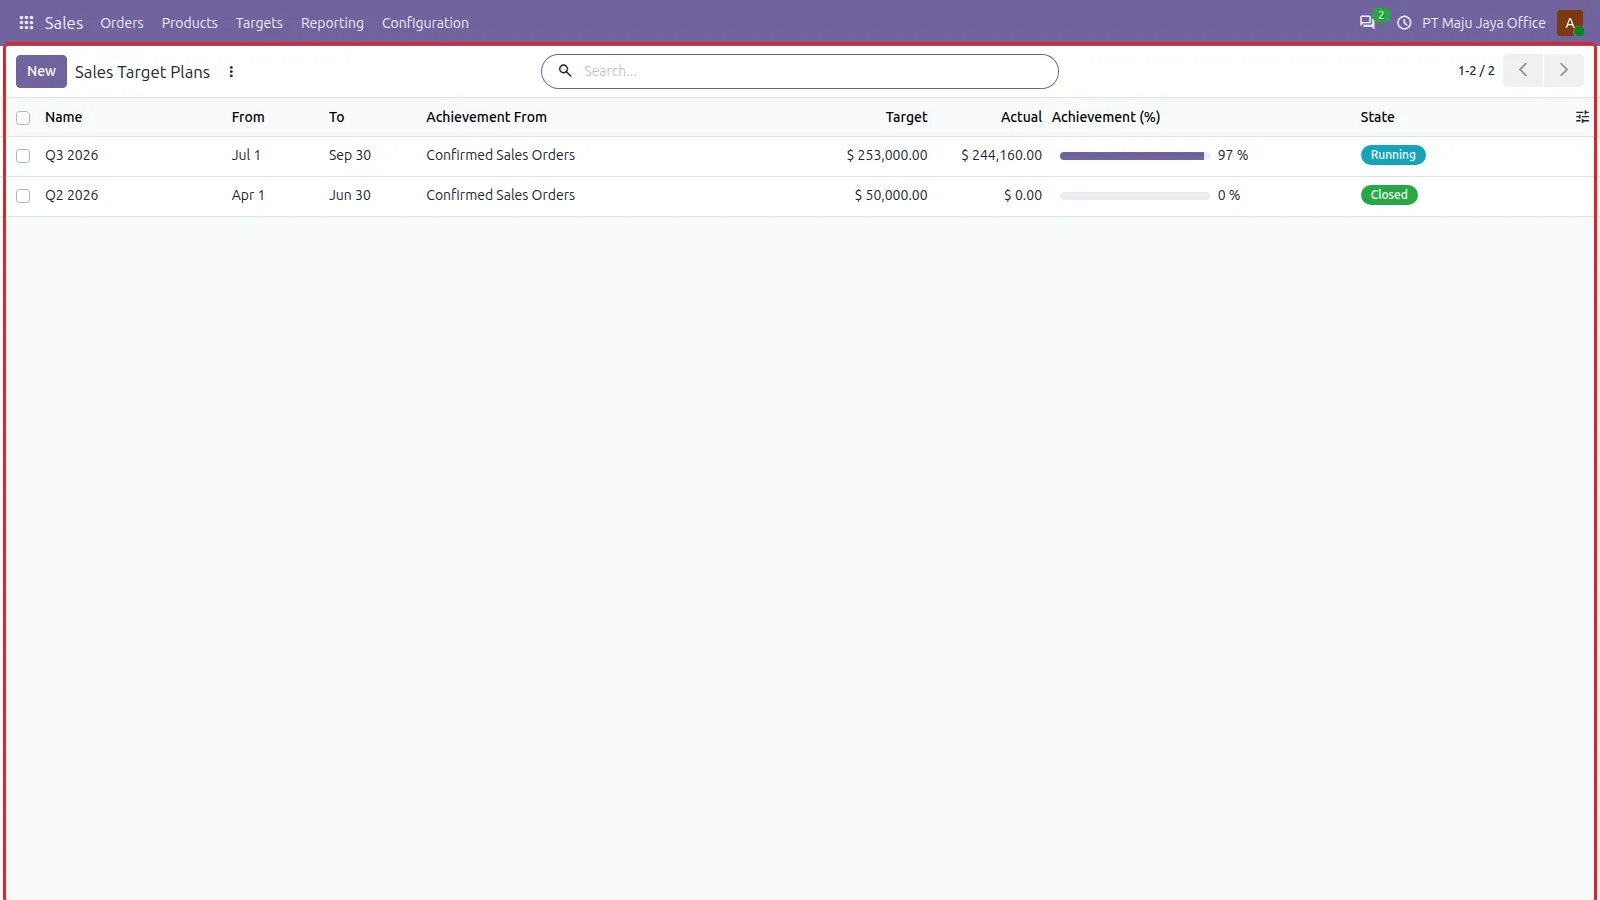 Sales Orders Products Targets Reporting Configuration 2 PT Maju Jaya Office A
New Sales Target Plans Search... 1-2 / 2
Name From To Achievement From Target Actual Achievement (%) State
Q3 2026 Jul 1 Sep 30 Confirmed Sales Orders $ 253,000.00 $ 244,160.00 97 % Running
Q2 2026 Apr 1 Jun 30 Confirmed Sales Orders $ 50,000.00 $ 0.00 0 % Closed